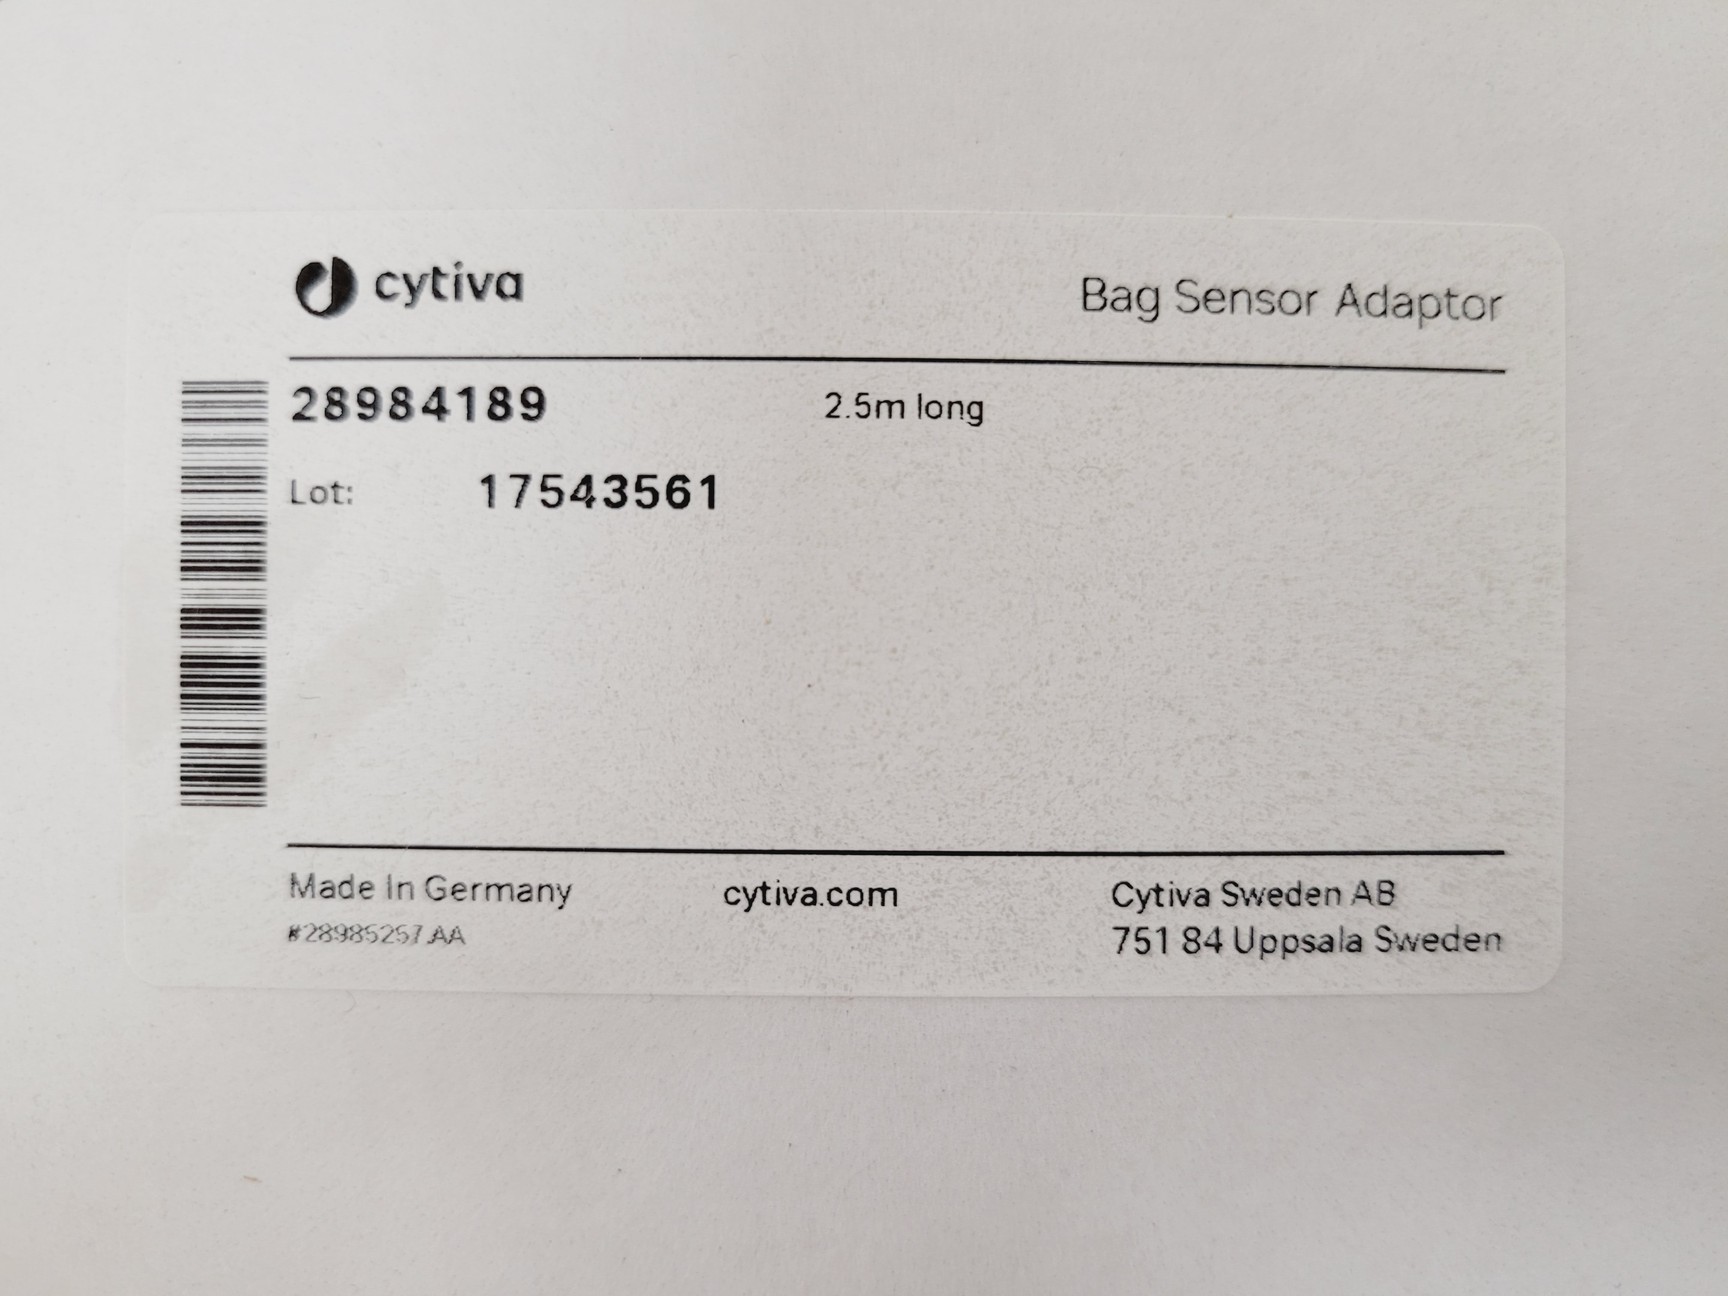 cytiva
Bag Sensor Adaptor
28984189 2.5m long
Lot: 17543561
Made In Germany cytiva.com Cytiva Sweden AB
#28985257.AA 751 84 Uppsala Sweden